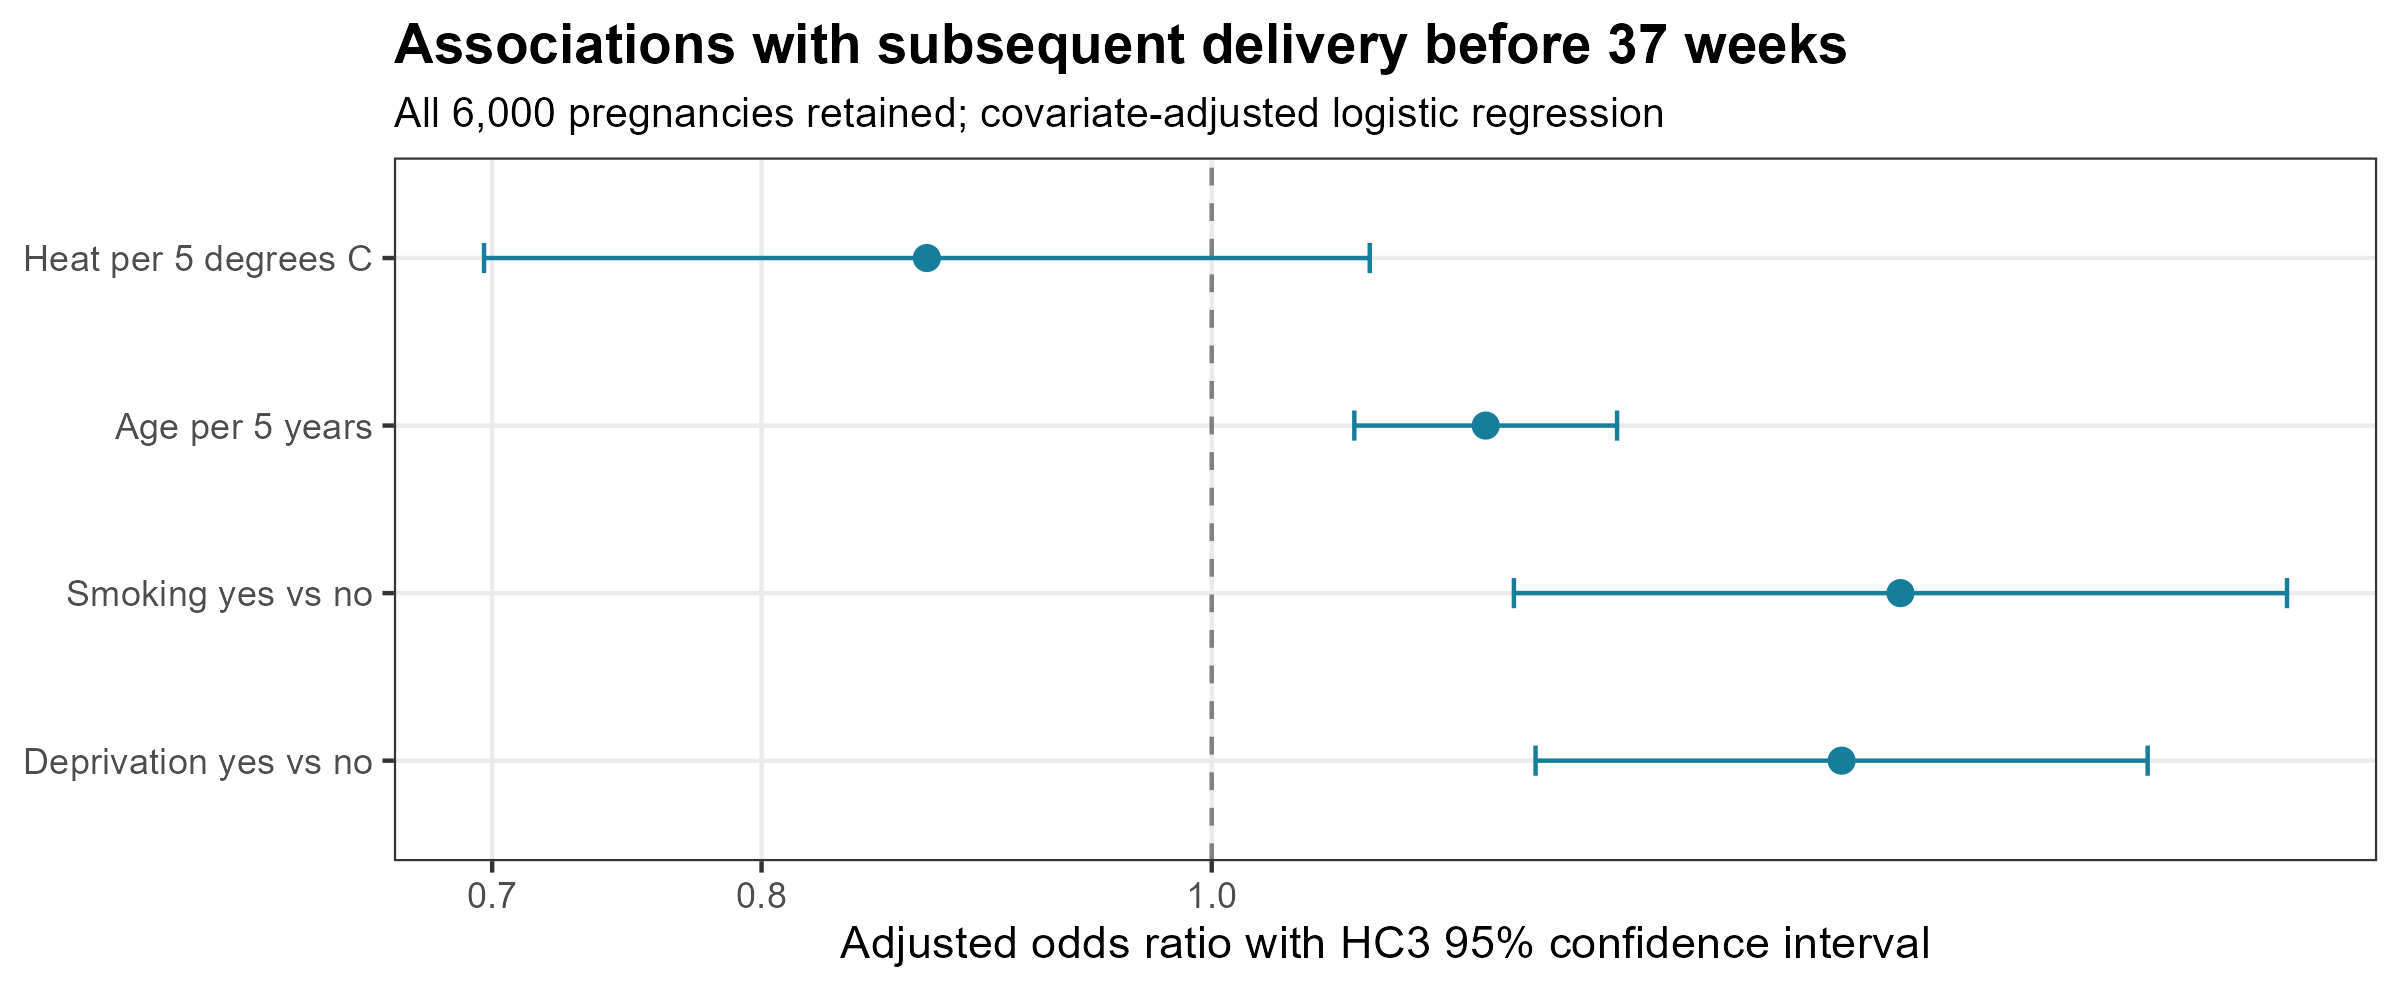 Associations with subsequent delivery before 37 weeks
All 6,000 pregnancies retained; covariate-adjusted logistic regression
Heat per 5 degrees C
Age per 5 years
Smoking yes vs no
Deprivation yes vs no
0.7 0.8 1.0
Adjusted odds ratio with HC3 95% confidence interval